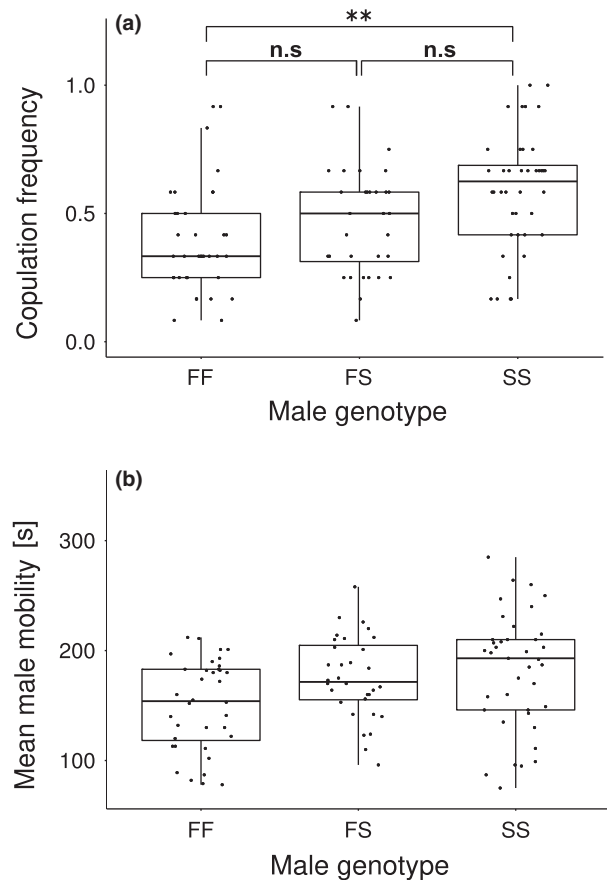 (a)
**
n.s n.s
1.0
0.5
0.0
Copulation frequency
FF FS SS
Male genotype
(b)
300
200
100
Mean male mobility [s]
FF FS SS
Male genotype